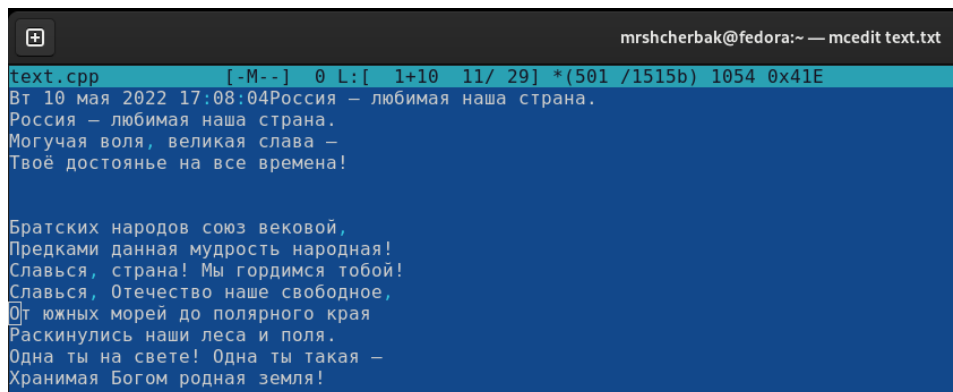 mrshcherbak@fedora:~ — mcedit text.txt
text.cpp [-M--] 0 L:[ 1+10 11/ 29] *(501 /1515b) 1054 0x41E
Вт 10 мая 2022 17:08:04Россия — любимая наша страна.
Россия — любимая наша страна.
Могучая воля, великая слава —
Твоё достоянье на все времена!
Братских народов союз вековой,
Предками данная мудрость народная!
Славься, страна! Мы гордимся тобой!
Славься, Отечество наше свободное,
От южных морей до полярного края
Раскинулись наши леса и поля.
Одна ты на свете! Одна ты такая —
Хранимая Богом родная земля!